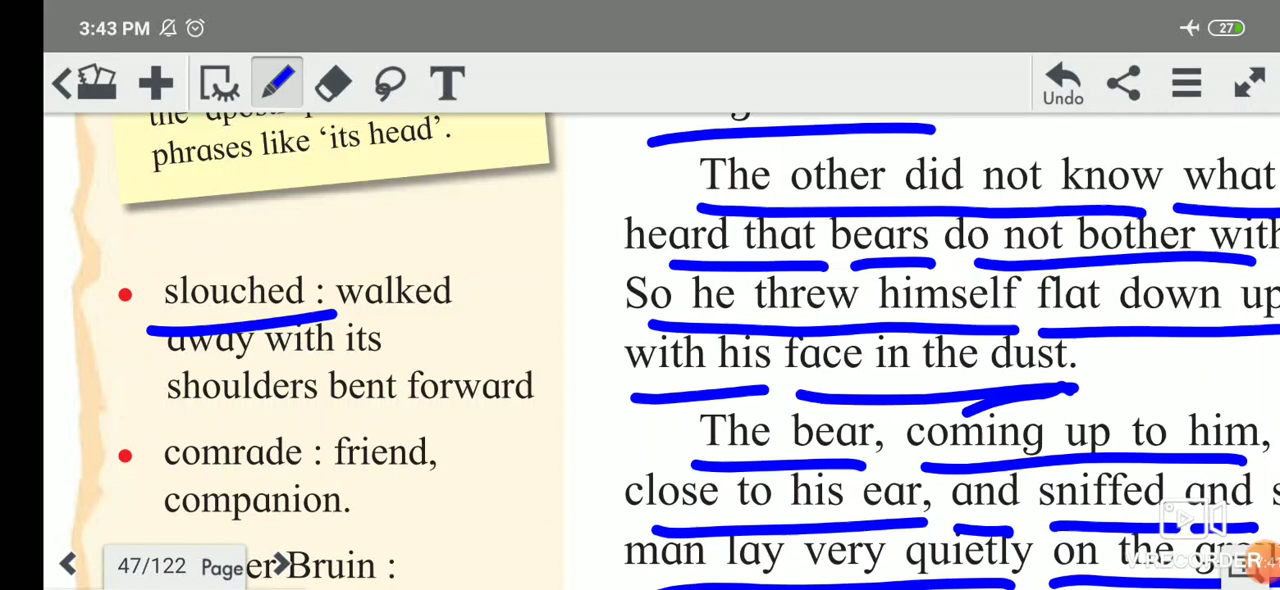 3:43 PM
27
Undo
phrases like ‘its head’.
slouched : walked
away with its
shoulders bent forward
comrade : friend,
companion.
Bruin :
The other did not know what
heard that bears do not bother with
So he threw himself flat down up
with his face in the dust.
The bear, coming up to him,
close to his ear, and sniffed and s
man lay very quietly on the
47/122 Page
VIRECORDER